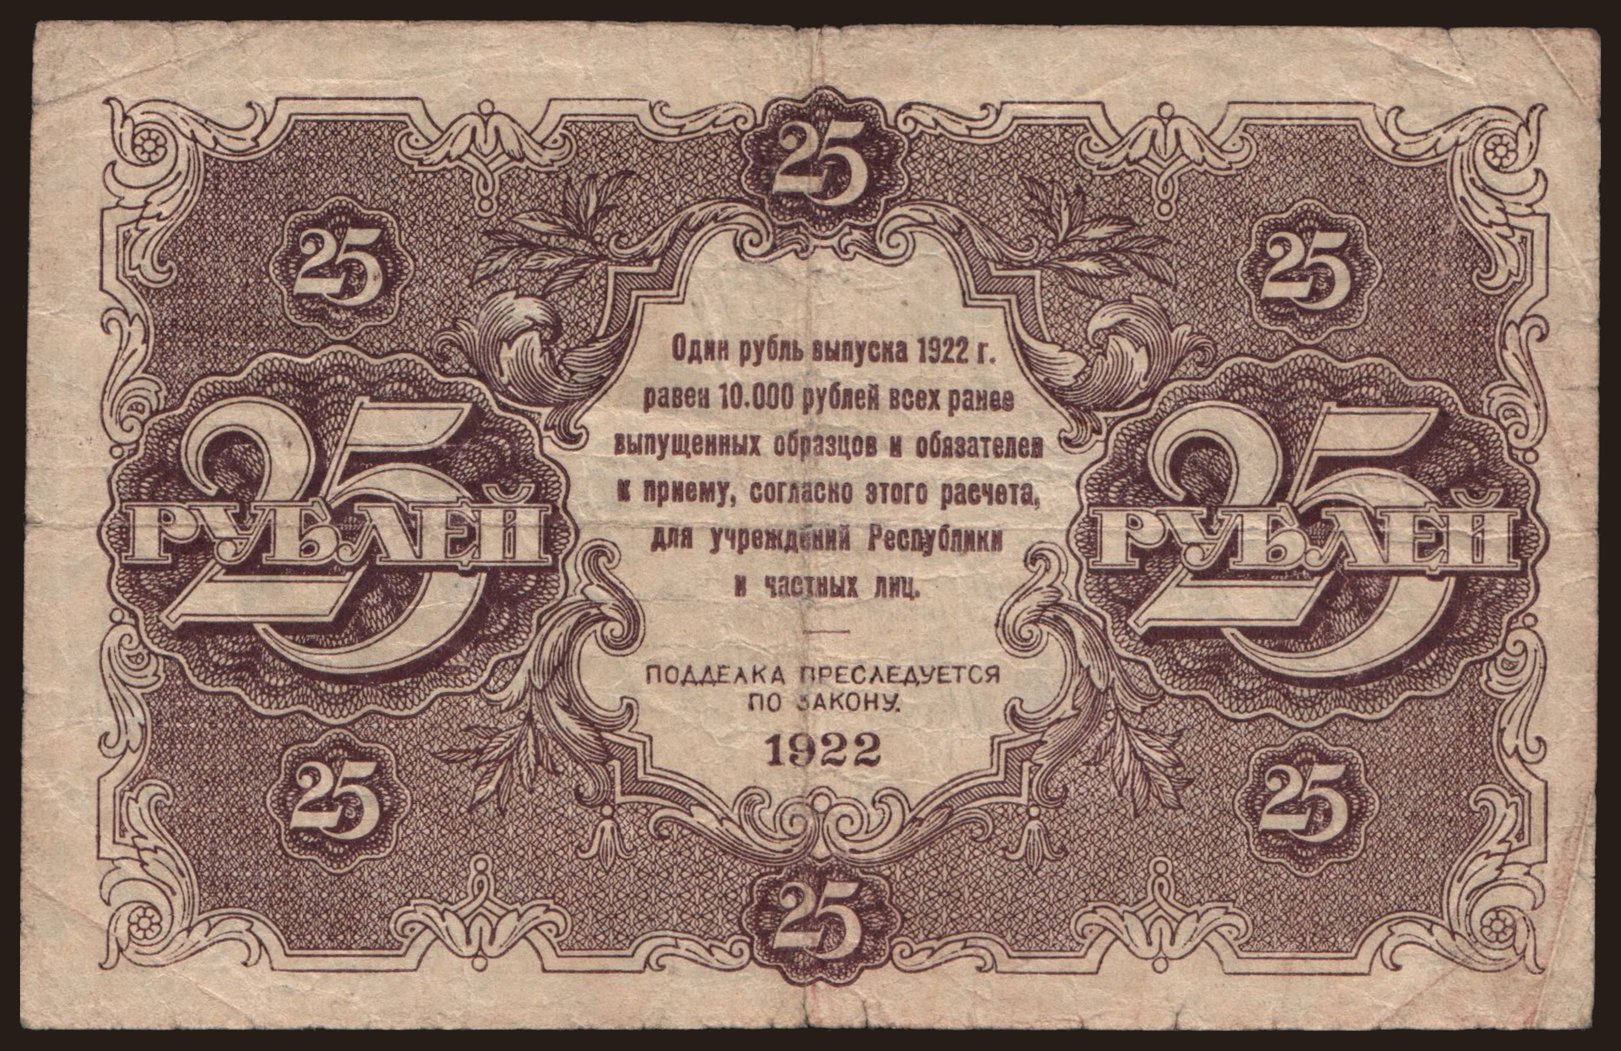 25
25
25
Один рубль выпуска 1922 г.
равен 10.000 рублей всех ранее
выпущенных образцов и обязателен
к приему, согласно этого расчета,
для учреждений Республики
и частных лиц.
25
РУБЛЕЙ
25
РУБЛЕЙ
ПОДДЕЛКА ПРЕСЛЕДУЕТСЯ
ПО ЗАКОНУ.
1922
25
25
25